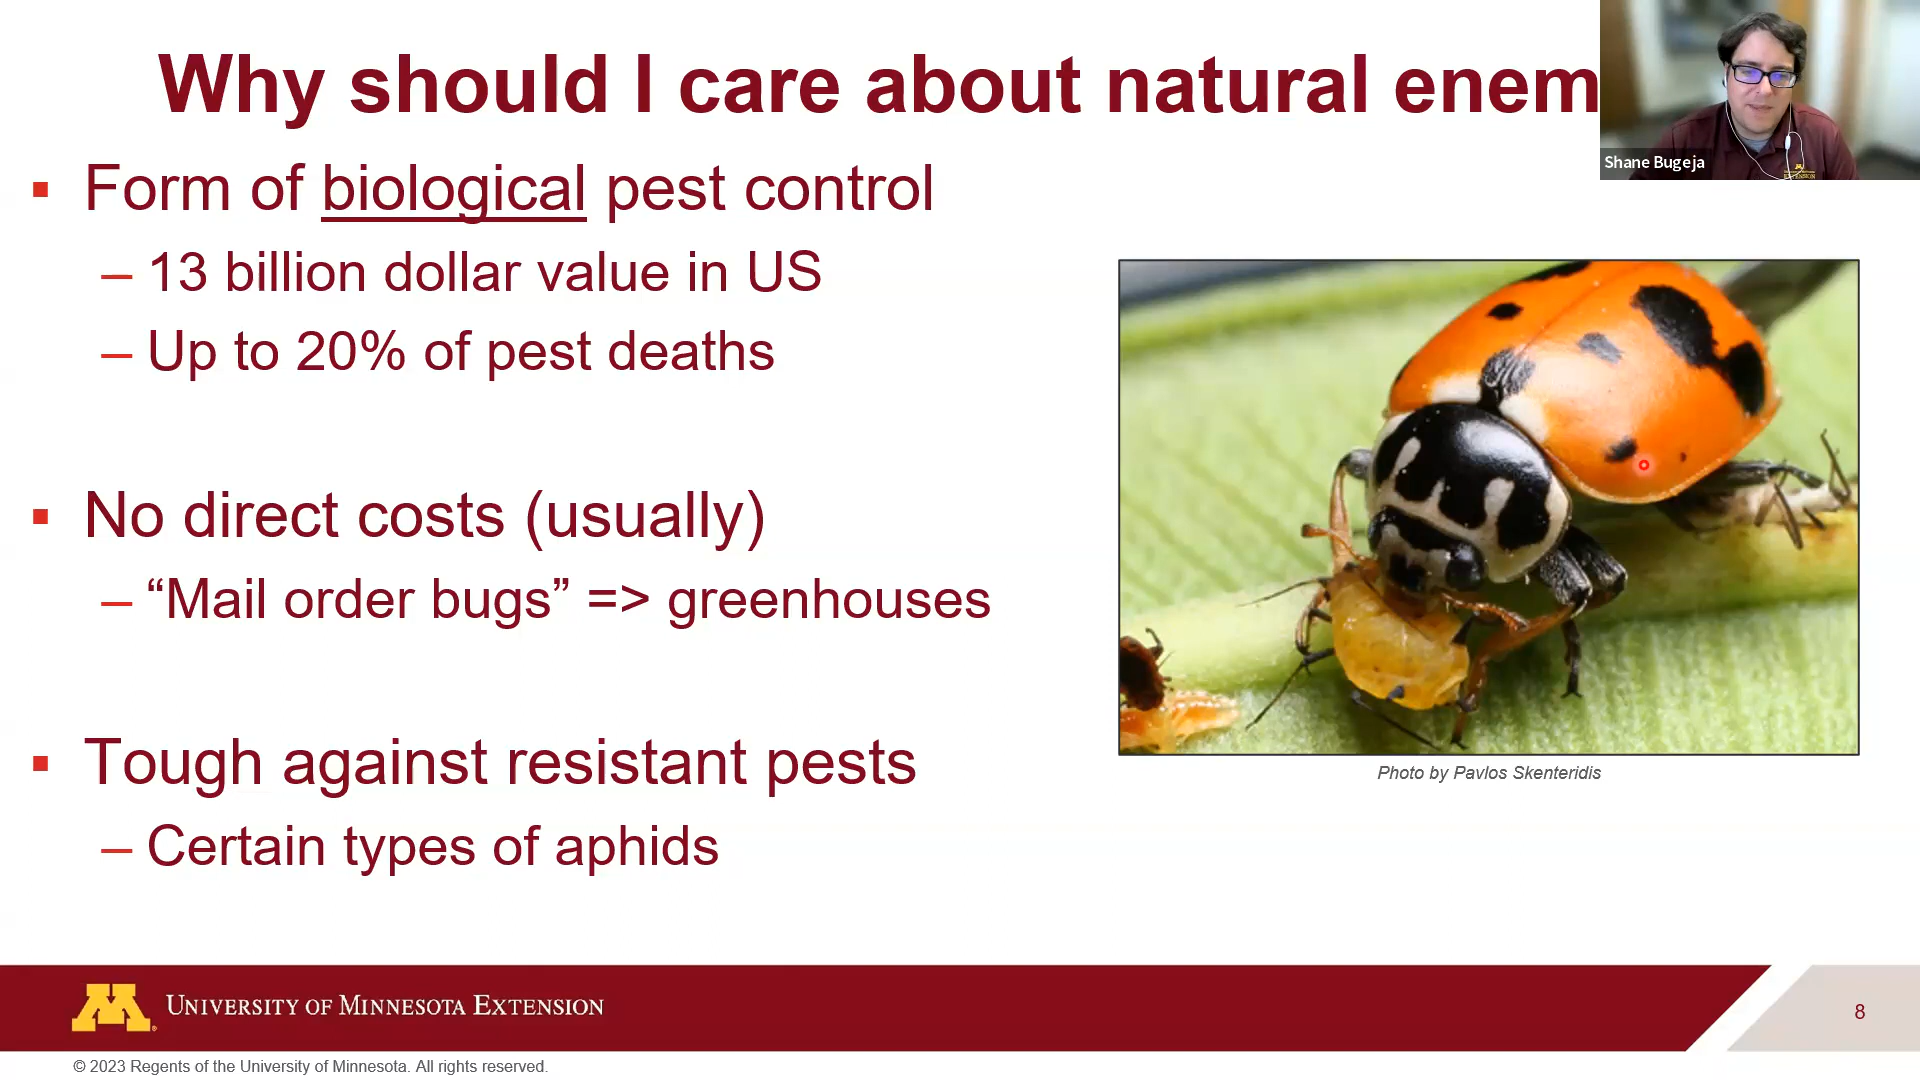 Why should I care about natural enem
Shane Bugeja
▪ Form of biological pest control
– 13 billion dollar value in US
– Up to 20% of pest deaths
▪ No direct costs (usually)
– “Mail order bugs” => greenhouses
▪ Tough against resistant pests
– Certain types of aphids
Photo by Pavlos Skenteridis
M UNIVERSITY OF MINNESOTA EXTENSION
8
© 2023 Regents of the University of Minnesota. All rights reserved.